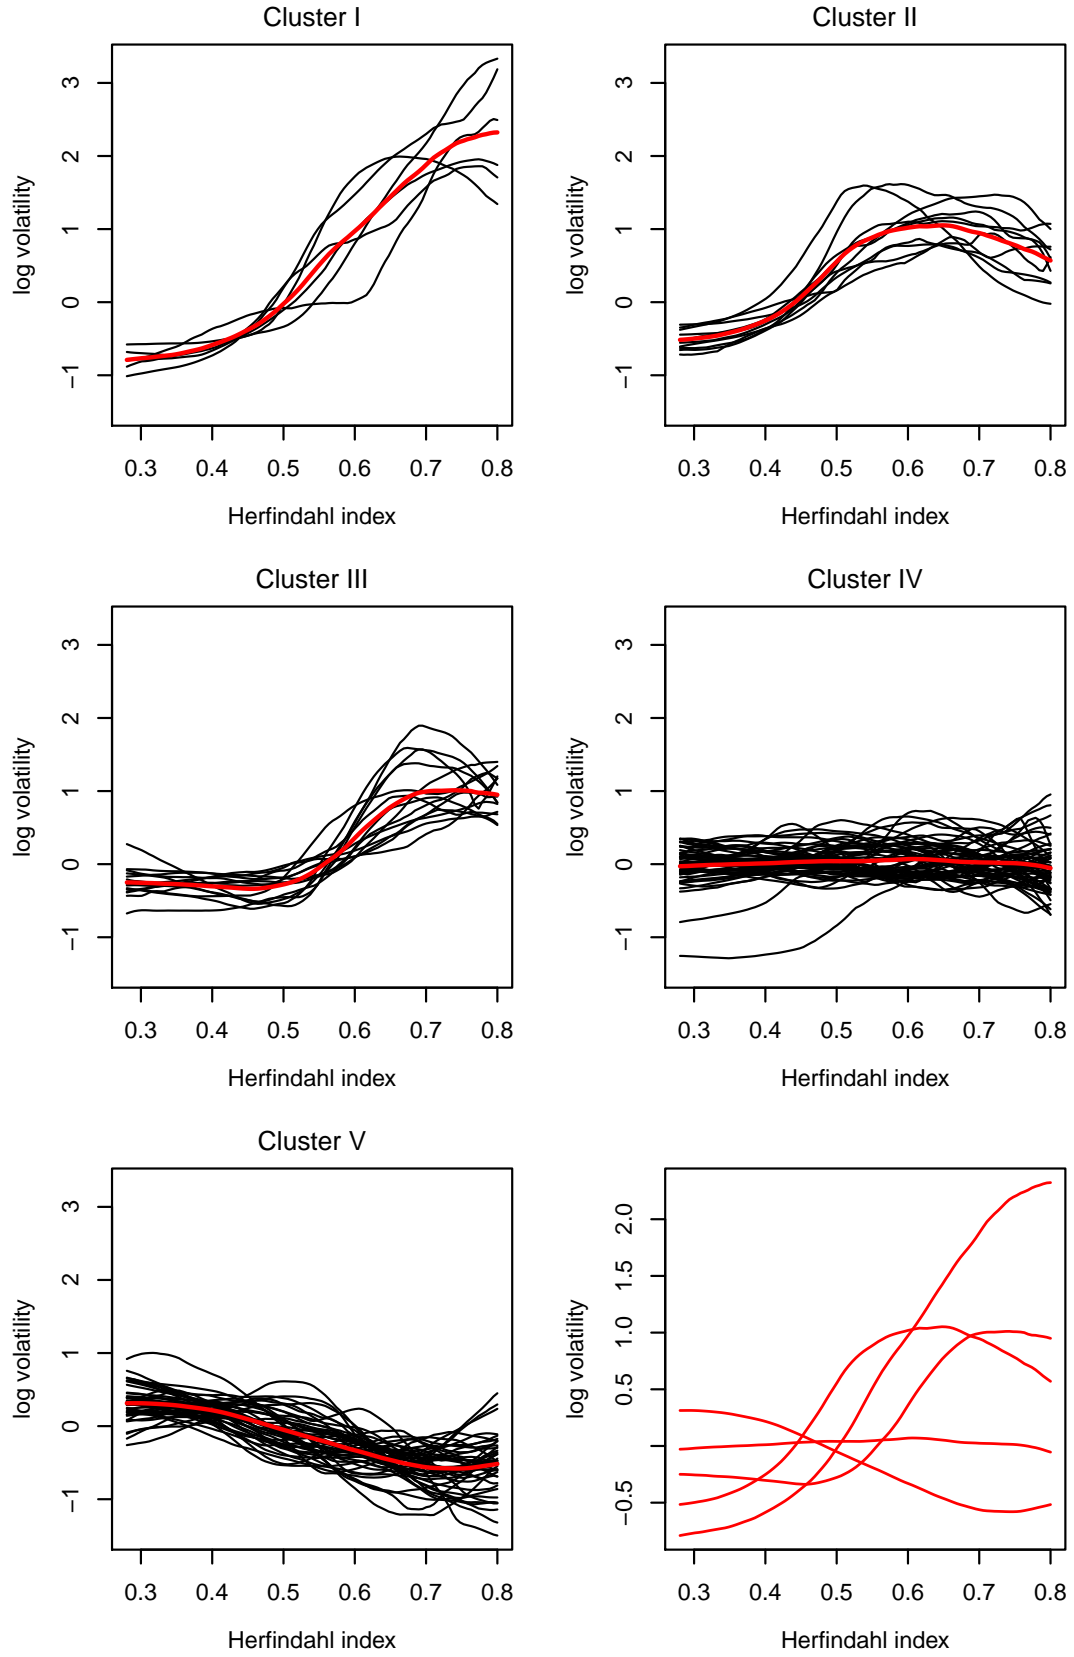 Cluster I
3
2
1
0
−1
log volatility
0.3 0.4 0.5 0.6 0.7 0.8
Herfindahl index
Cluster II
3
2
1
0
−1
log volatility
0.3 0.4 0.5 0.6 0.7 0.8
Herfindahl index
Cluster III
3
2
1
0
−1
log volatility
0.3 0.4 0.5 0.6 0.7 0.8
Herfindahl index
Cluster IV
3
2
1
0
−1
log volatility
0.3 0.4 0.5 0.6 0.7 0.8
Herfindahl index
Cluster V
3
2
1
0
−1
log volatility
0.3 0.4 0.5 0.6 0.7 0.8
Herfindahl index
2.0
1.5
1.0
0.5
−0.5
log volatility
0.3 0.4 0.5 0.6 0.7 0.8
Herfindahl index